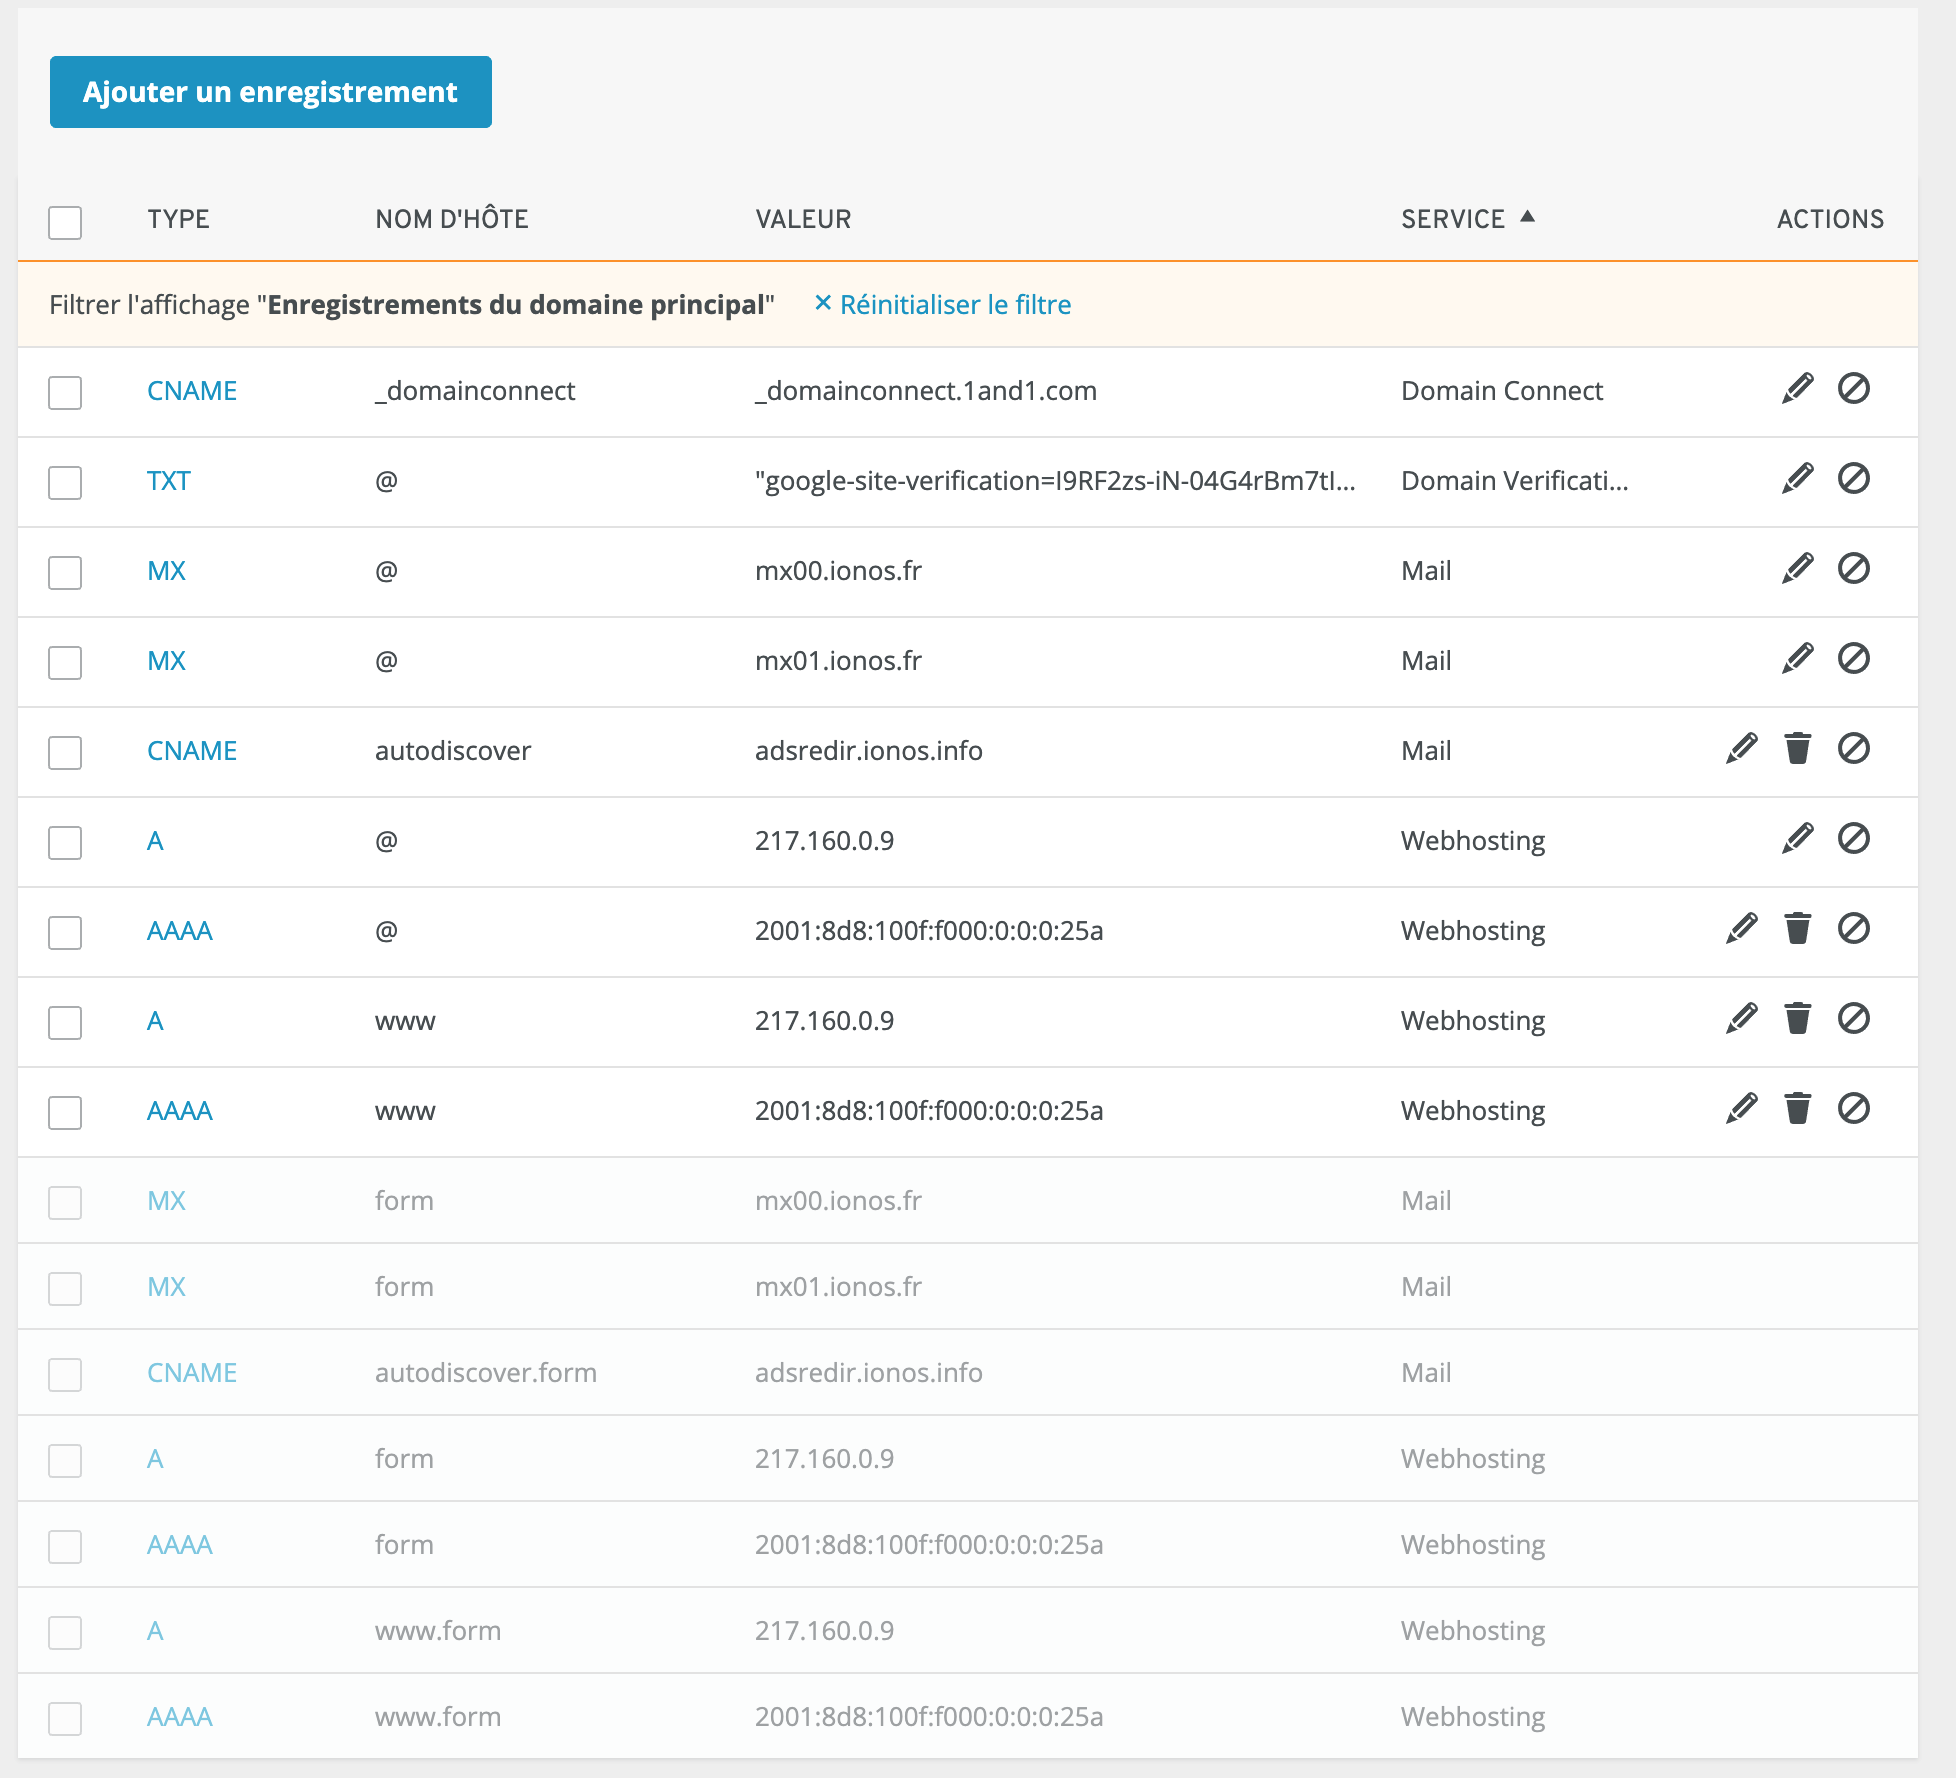 Ajouter un enregistrement
TYPE NOM D'HÔTE VALEUR SERVICE ▲ ACTIONS
Filtrer l'affichage "Enregistrements du domaine principal" × Réinitialiser le filtre
CNAME _domainconnect _domainconnect.1and1.com Domain Connect
TXT @ "google-site-verification=I9RF2zs-iN-04G4rBm7tI... Domain Verificati...
MX @ mx00.ionos.fr Mail
MX @ mx01.ionos.fr Mail
CNAME autodiscover adsredir.ionos.info Mail
A @ 217.160.0.9 Webhosting
AAAA @ 2001:8d8:100f:f000:0:0:0:25a Webhosting
A www 217.160.0.9 Webhosting
AAAA www 2001:8d8:100f:f000:0:0:0:25a Webhosting
MX form mx00.ionos.fr Mail
MX form mx01.ionos.fr Mail
CNAME autodiscover.form adsredir.ionos.info Mail
A form 217.160.0.9 Webhosting
AAAA form 2001:8d8:100f:f000:0:0:0:25a Webhosting
A www.form 217.160.0.9 Webhosting
AAAA www.form 2001:8d8:100f:f000:0:0:0:25a Webhosting